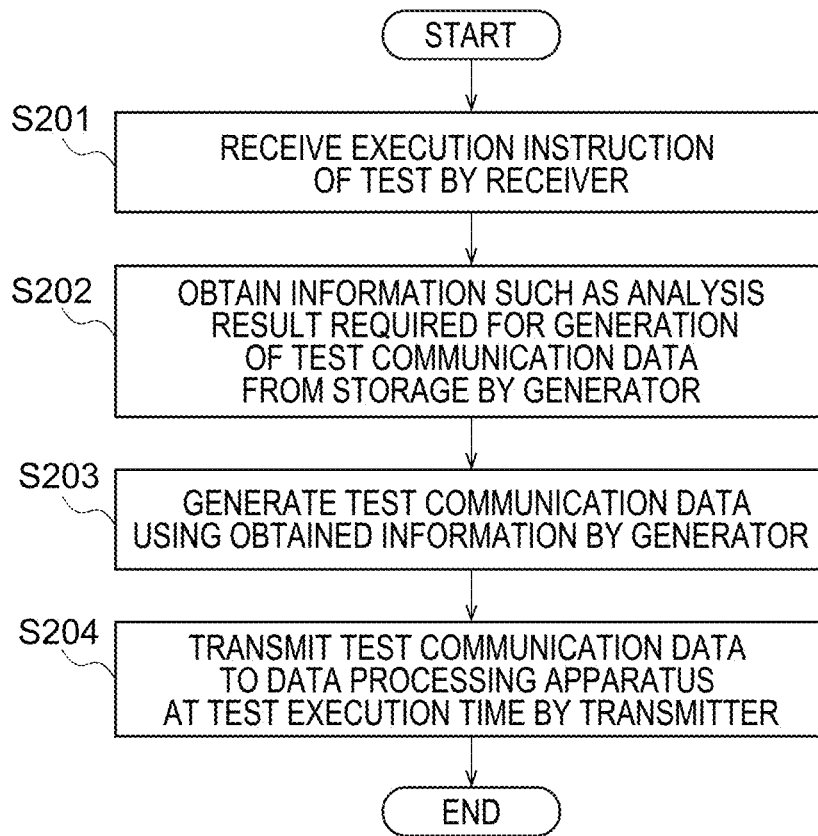 START
S201
RECEIVE EXECUTION INSTRUCTION
OF TEST BY RECEIVER
S202
OBTAIN INFORMATION SUCH AS ANALYSIS
RESULT REQUIRED FOR GENERATION
OF TEST COMMUNICATION DATA
FROM STORAGE BY GENERATOR
S203
GENERATE TEST COMMUNICATION DATA
USING OBTAINED INFORMATION BY GENERATOR
S204
TRANSMIT TEST COMMUNICATION DATA
TO DATA PROCESSING APPARATUS
AT TEST EXECUTION TIME BY TRANSMITTER
END